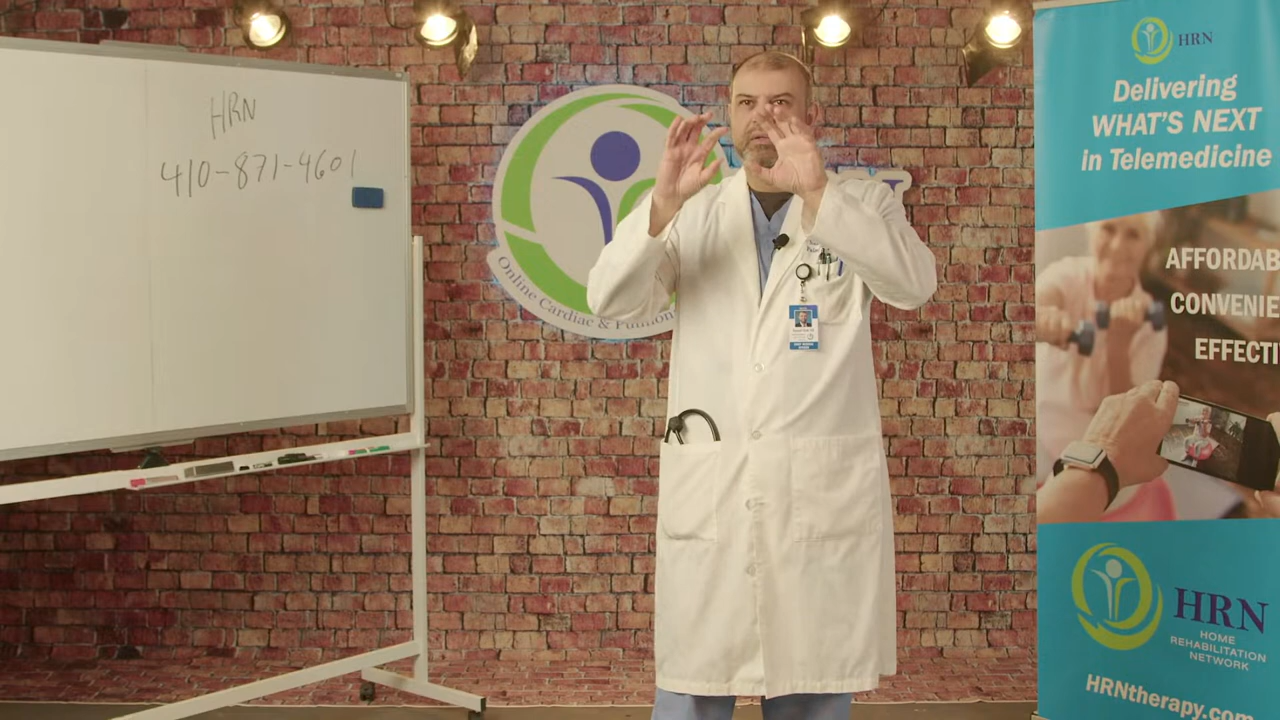 HRN
410-871-4601
Online Cardiac & Pulmon
HRN
Delivering
WHAT'S NEXT
in Telemedicine
AFFORDAB
CONVENIE
EFFECTI
HRN
HOME
REHABILITATION
NETWORK
HRNtherapy.com